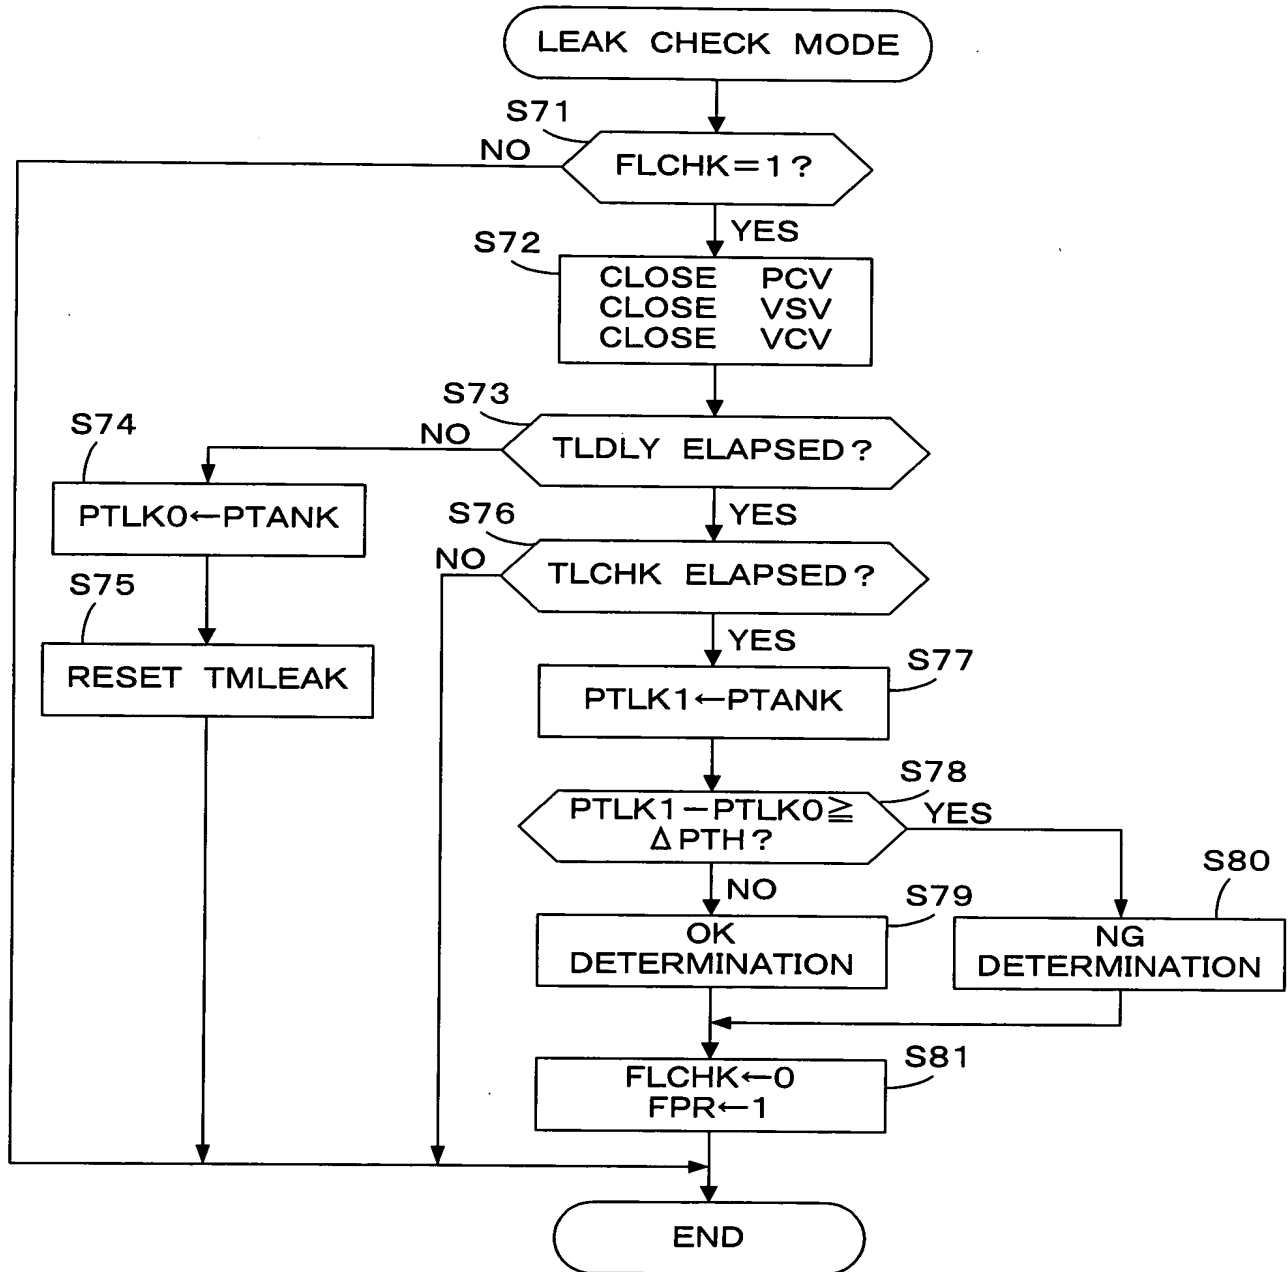 LEAK CHECK MODE
S71
NO
FLCHK=1?
YES
S72
CLOSE PCV
CLOSE VSV
CLOSE VCV
S73
NO
TLDLY ELAPSED?
S74
PTLK0←PTANK
YES
S76
NO
TLCHK ELAPSED?
S75
RESET TMLEAK
YES
S77
PTLK1←PTANK
S78
PTLK1−PTLK0≧
ΔPTH?
YES
NO
S79
OK
DETERMINATION
S80
NG
DETERMINATION
S81
FLCHK←0
FPR←1
END